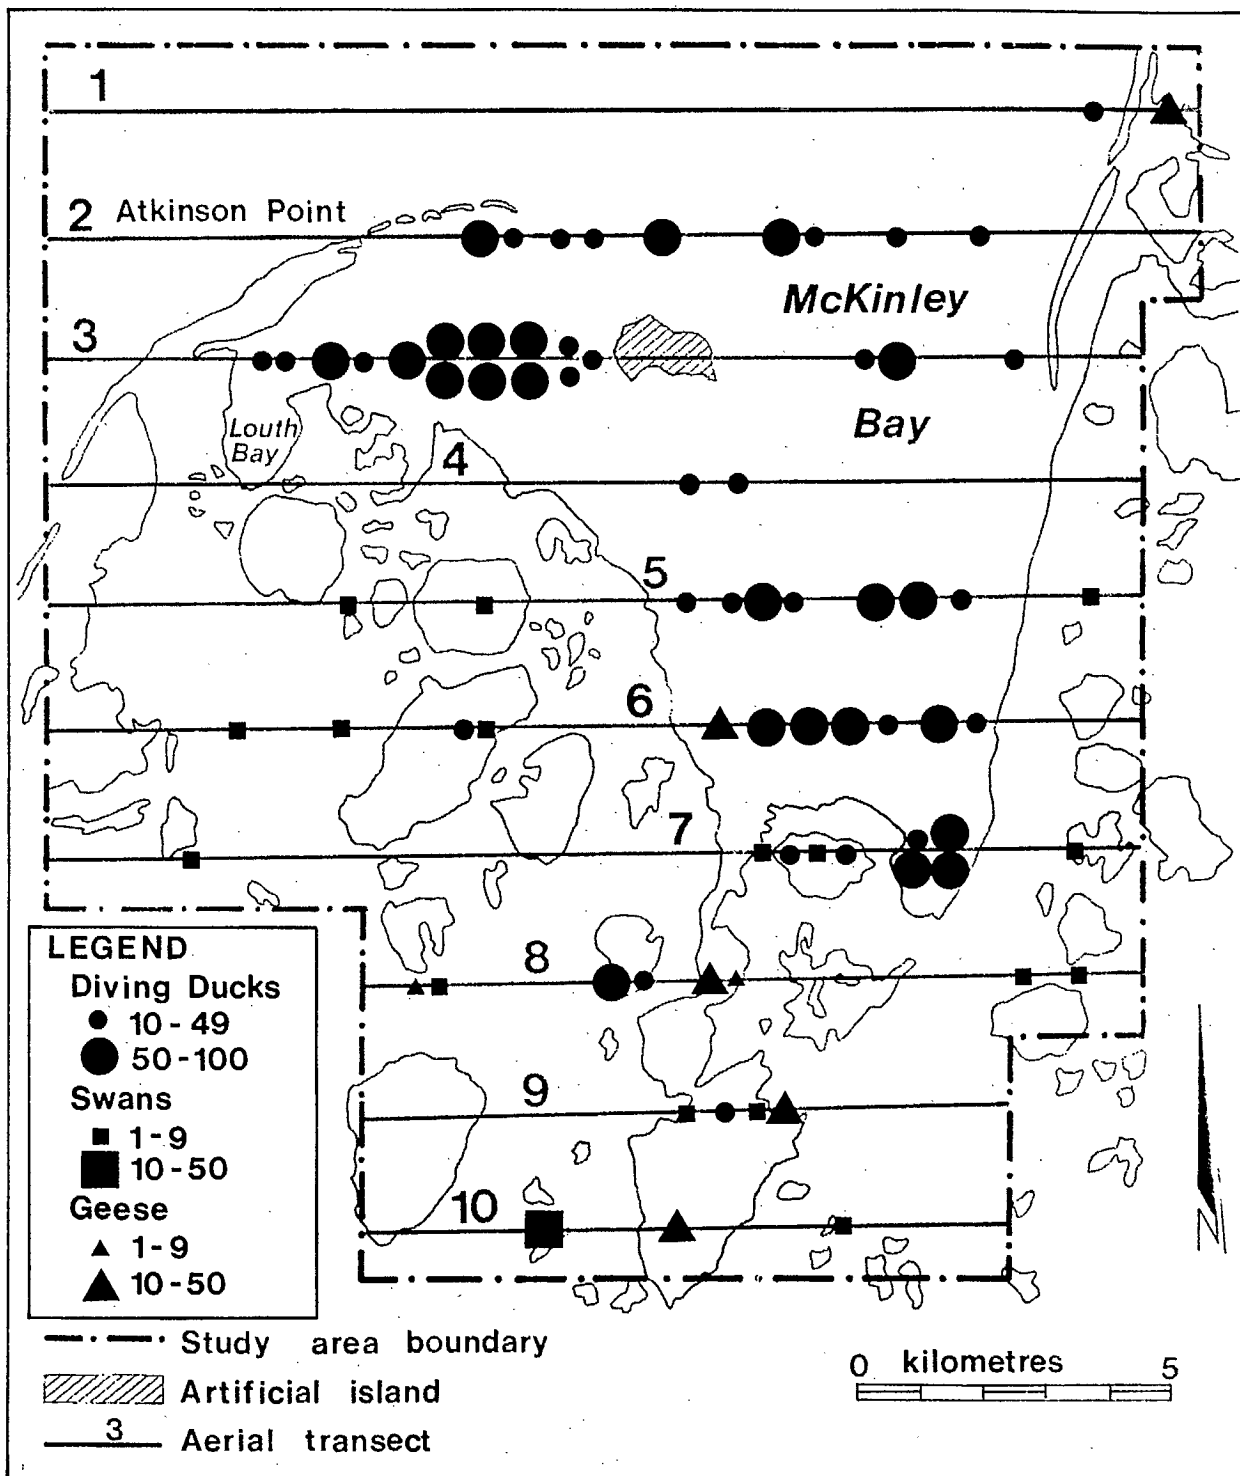 1
2 Atkinson Point
McKinley
3
Bay
Louth
Bay
4
5
6
7
8
9
10
LEGEND
Diving Ducks
10-49
50-100
Swans
1-9
10-50
Geese
1-9
10-50
Study area boundary
Artificial island
3 Aerial transect
0 kilometres 5
N